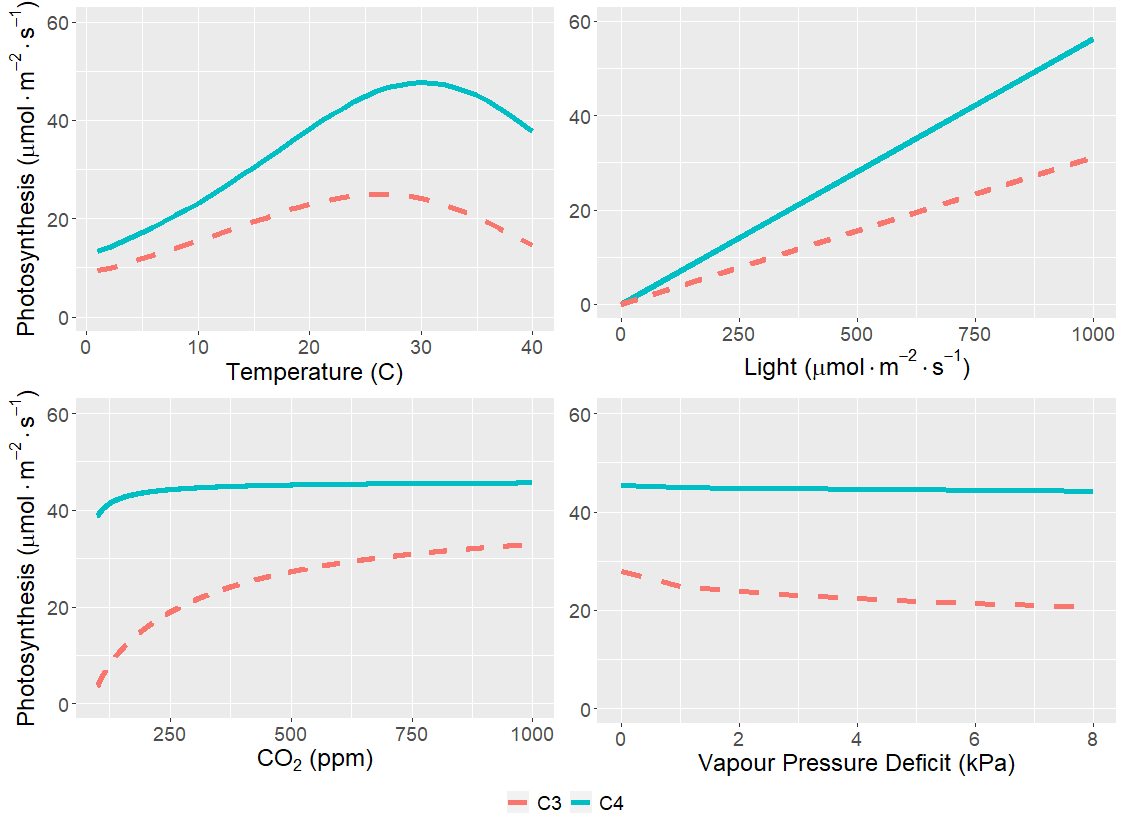 Photosynthesis (μmol · m⁻² · s⁻¹)
60
40
20
0
0 10 20 30 40
Temperature (C)
60
40
20
0
0 250 500 750 1000
Light (μmol · m⁻² · s⁻¹)
Photosynthesis (μmol · m⁻² · s⁻¹)
60
40
20
0
250 500 750 1000
CO₂ (ppm)
60
40
20
0
0 2 4 6 8
Vapour Pressure Deficit (kPa)
C3 C4